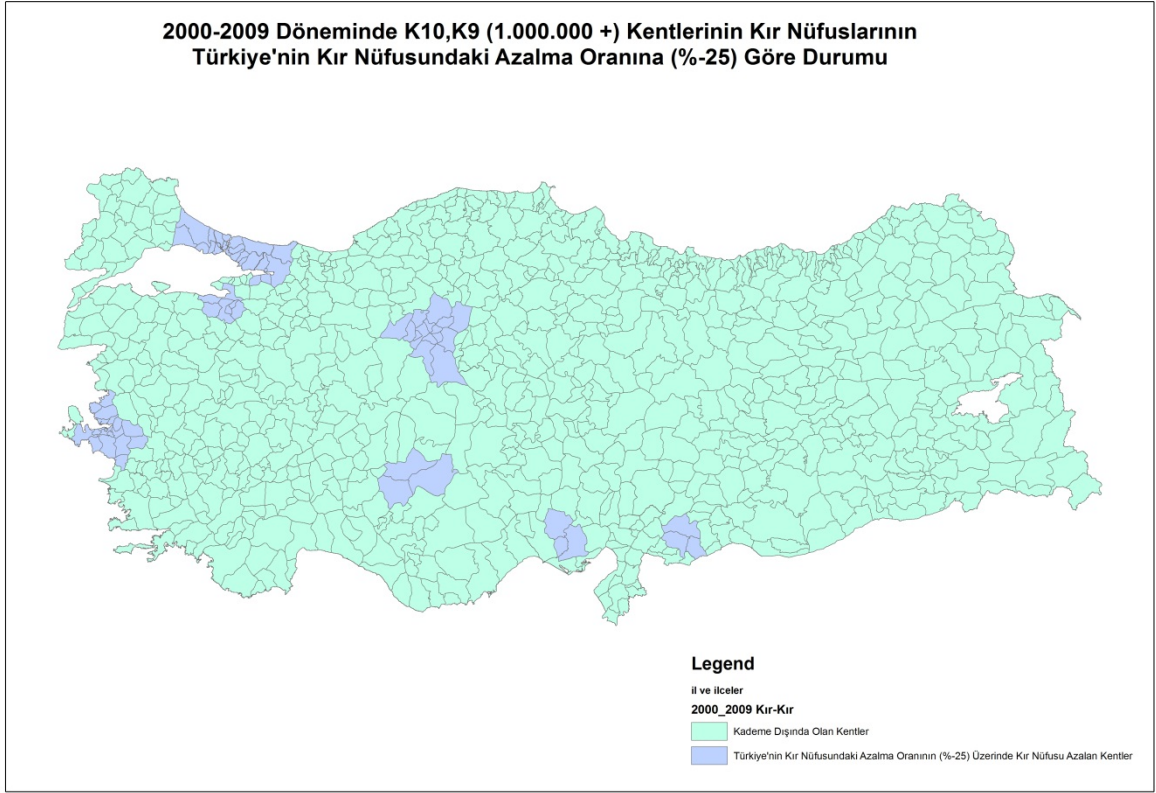 2000-2009 Döneminde K10,K9 (1.000.000 +) Kentlerinin Kır Nüfuslarının
Türkiye'nin Kır Nüfusundaki Azalma Oranına (%-25) Göre Durumu
Legend
il ve ilceler
2000_2009 Kır-Kır
Kademe Dışında Olan Kentler
Türkiye'nin Kır Nüfusundaki Azalma Oranının (%-25) Üzerinde Kır Nüfusu Azalan Kentler